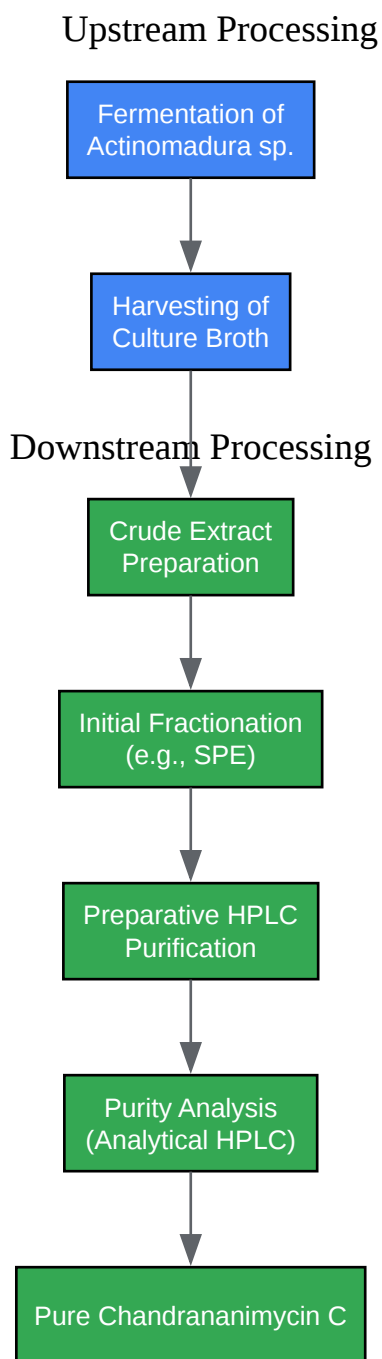 Upstream Processing
Fermentation of
Actinomadura sp.
Harvesting of
Culture Broth
Downstream Processing
Crude Extract
Preparation
Initial Fractionation
(e.g., SPE)
Preparative HPLC
Purification
Purity Analysis
(Analytical HPLC)
Pure Chandrananimycin C